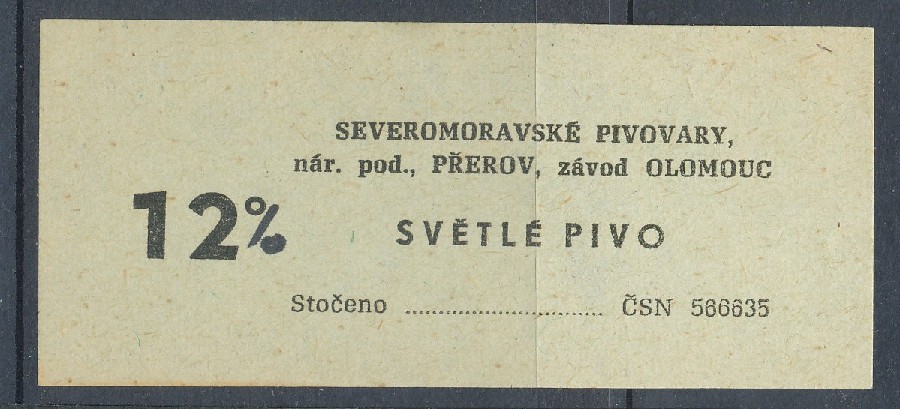 SEVEROMORAVSKÉ PIVOVARY,
nár. pod., PŘEROV, závod OLOMOUC
12% SVĚTLÉ PIVO
Stočeno .............................. ČSN 566635